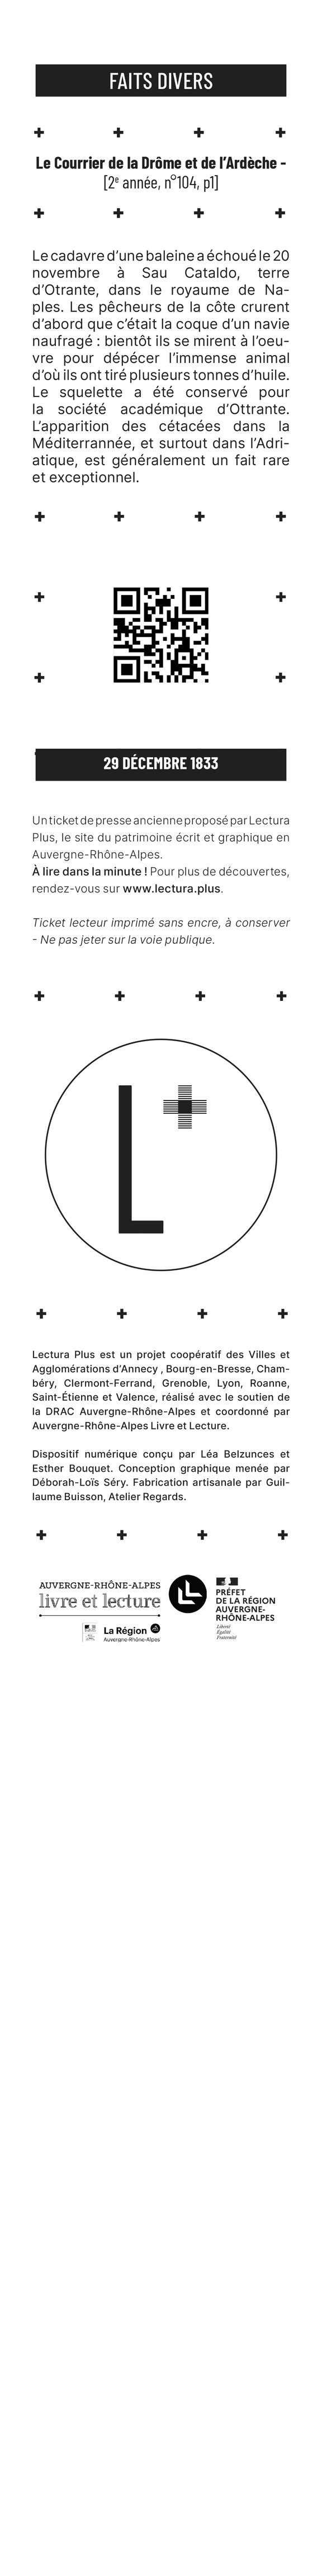 FAITS DIVERS
Le Courrier de la Drôme et de l'Ardèche -
[2e année, n°104, p1]
Le cadavre d'une baleine a échoué le 20
novembre à Sau Cataldo, terre
d'Otrante, dans le royaume de Na-
ples. Les pêcheurs de la côte crurent
d'abord que c'était la coque d'un navie
naufragé : bientôt ils se mirent à l'oeu-
vre pour dépécer l'immense animal
d'où ils ont tiré plusieurs tonnes d'huile.
Le squelette a été conservé pour
la société académique d'Ottrante.
L'apparition des cétacées dans la
Méditerrannée, et surtout dans l'Adri-
atique, est généralement un fait rare
et exceptionnel.
29 DÉCEMBRE 1833
Un ticket de presse ancienne proposé par Lectura
Plus, le site du patrimoine écrit et graphique en
Auvergne-Rhône-Alpes.
À lire dans la minute ! Pour plus de découvertes,
rendez-vous sur www.lectura.plus.
Ticket lecteur imprimé sans encre, à conserver
- Ne pas jeter sur la voie publique.
L+
Lectura Plus est un projet coopératif des Villes et
Agglomérations d'Annecy , Bourg-en-Bresse, Cham-
béry, Clermont-Ferrand, Grenoble, Lyon, Roanne,
Saint-Étienne et Valence, réalisé avec le soutien de
la DRAC Auvergne-Rhône-Alpes et coordonné par
Auvergne-Rhône-Alpes Livre et Lecture.
Dispositif numérique conçu par Léa Belzunces et
Esther Bouquet. Conception graphique menée par
Déborah-Loïs Séry. Fabrication artisanale par Guil-
laume Buisson, Atelier Regards.
AUVERGNE-RHÔNE-ALPES
livre et lecture
La Région
Auvergne-Rhône-Alpes
PRÉFET
DE LA RÉGION
AUVERGNE-
RHÔNE-ALPES
Liberté
Égalité
Fraternité